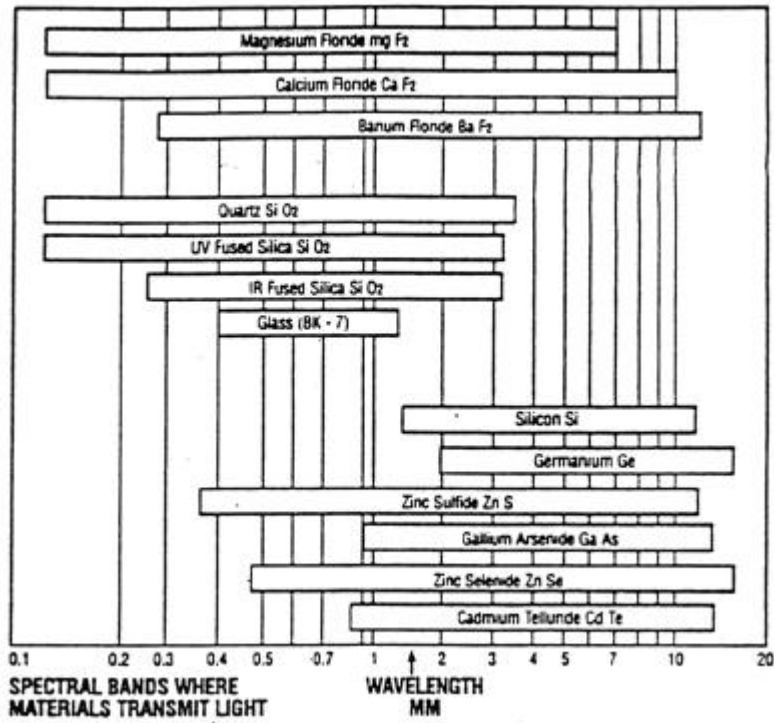 Magnesium Floride mg F2
Calcium Floride Ca F2
Banum Floride Ba F2
Quartz Si O2
UV Fused Silica Si O2
IR Fused Silica Si O2
Glass (BK - 7)
Silicon Si
Germanium Ge
Zinc Sulfide Zn S
Gallium Arsenide Ga As
Zinc Selenide Zn Se
Cadmium Telluride Cd Te
0.1 0.2 0.3 0.4 0.5 0.7 1 2 3 4 5 7 10 20
SPECTRAL BANDS WHERE
MATERIALS TRANSMIT LIGHT
WAVELENGTH
MM